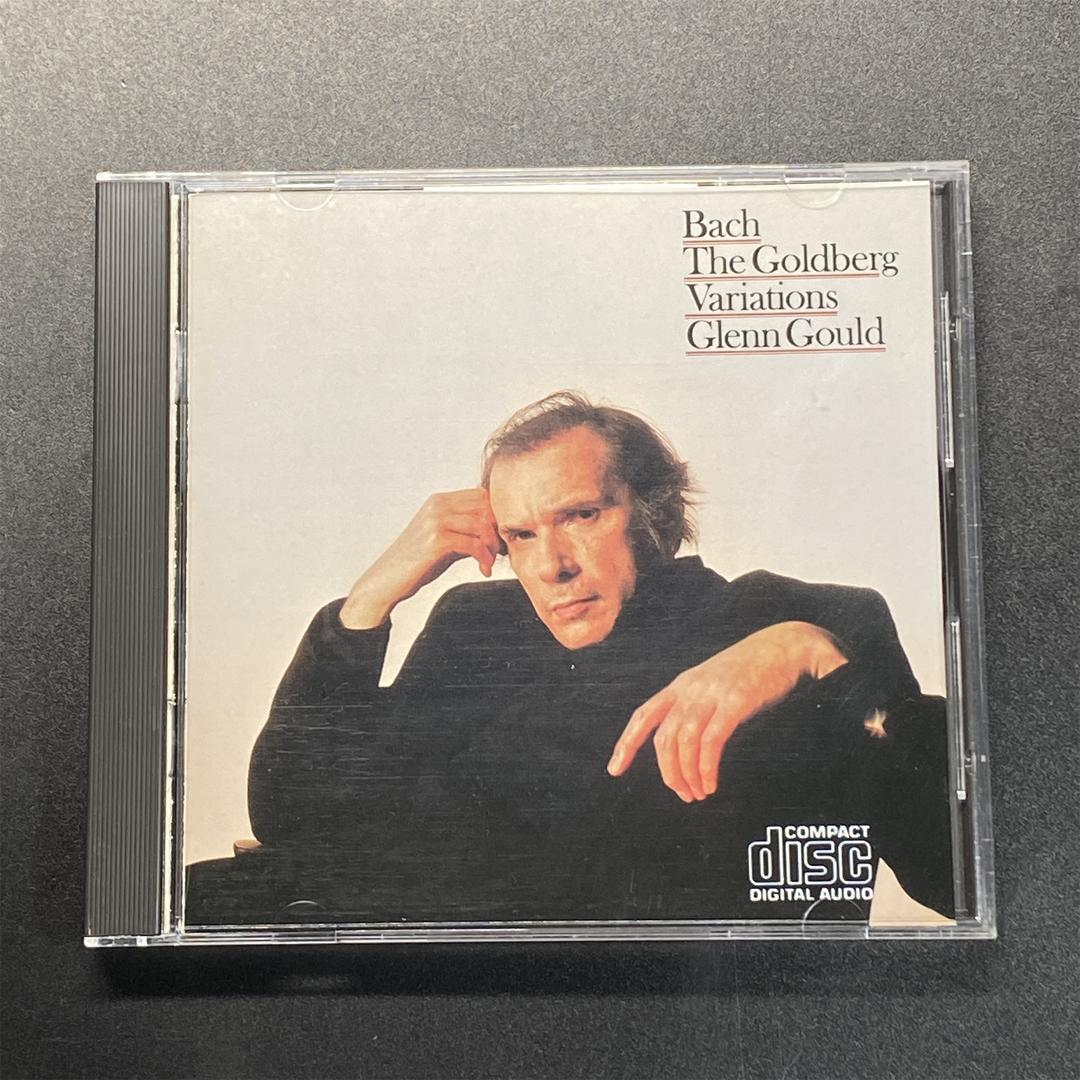 Bach
The Goldberg
Variations
Glenn Gould
COMPACT
disc
DIGITAL AUDIO